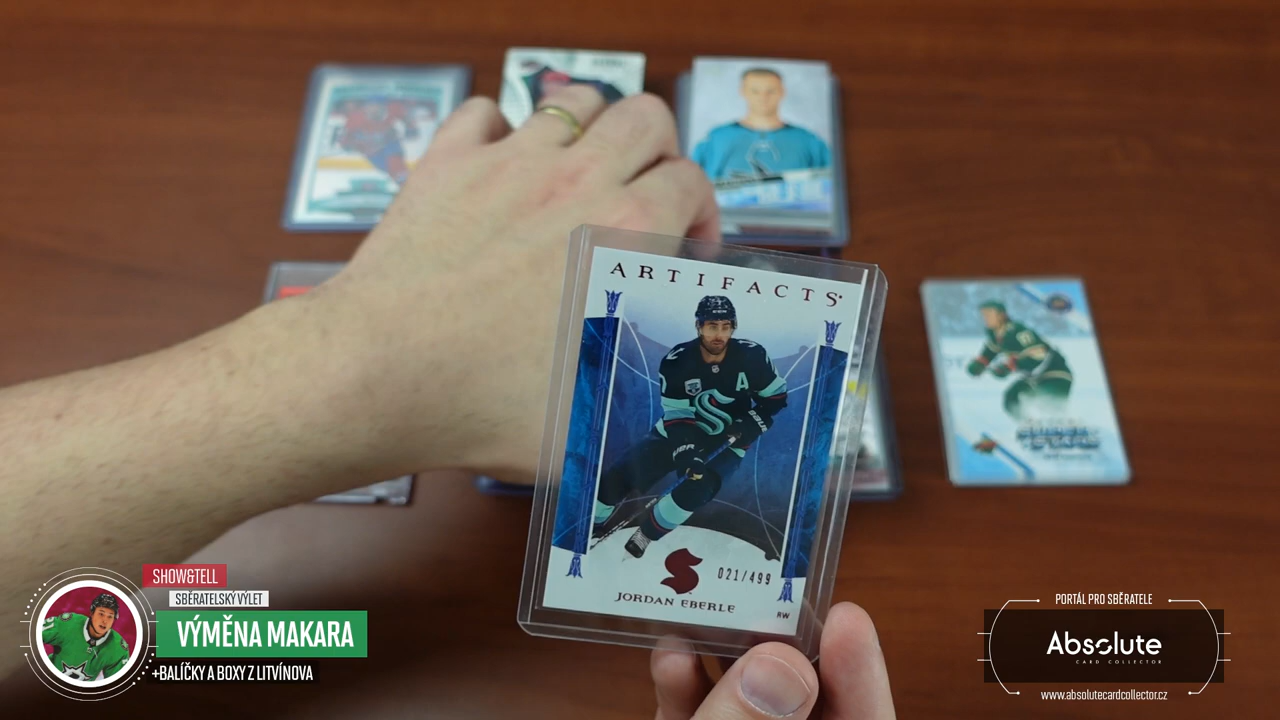 ARTIFACTS
A
021/499
JORDAN EBERLE
RW
SHOW&TELL
SBĚRATELSKÝ VÝLET
VÝMĚNA MAKARA
+BALÍČKY A BOXY Z LITVÍNOVA
PORTÁL PRO SBĚRATELE
Absolute
CARD COLLECTOR
www.absolutecardcollector.cz